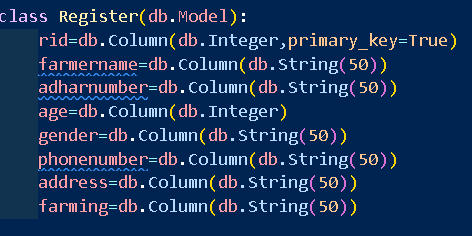 class Register(db.Model):
    rid=db.Column(db.Integer,primary_key=True)
    farmername=db.Column(db.String(50))
    adharnumber=db.Column(db.String(50))
    age=db.Column(db.Integer)
    gender=db.Column(db.String(50))
    phonenumber=db.Column(db.String(50))
    address=db.Column(db.String(50))
    farming=db.Column(db.String(50))